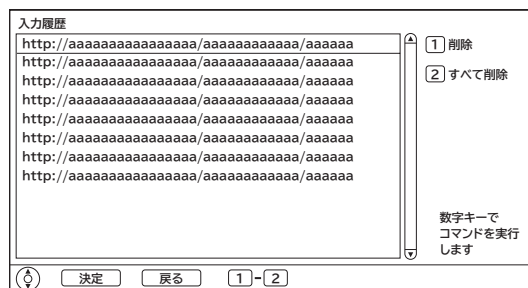 入力履歴
http://aaaaaaaaaaaaaaaa/aaaaaaaaaaaa/aaaaaa
http://aaaaaaaaaaaaaaaa/aaaaaaaaaaaa/aaaaaa
http://aaaaaaaaaaaaaaaa/aaaaaaaaaaaa/aaaaaa
http://aaaaaaaaaaaaaaaa/aaaaaaaaaaaa/aaaaaa
http://aaaaaaaaaaaaaaaa/aaaaaaaaaaaa/aaaaaa
http://aaaaaaaaaaaaaaaa/aaaaaaaaaaaa/aaaaaa
http://aaaaaaaaaaaaaaaa/aaaaaaaaaaaa/aaaaaa
http://aaaaaaaaaaaaaaaa/aaaaaaaaaaaa/aaaaaa
1 削除
2 すべて削除
数字キーで
コマンドを実行
します
決定 戻る 1-2